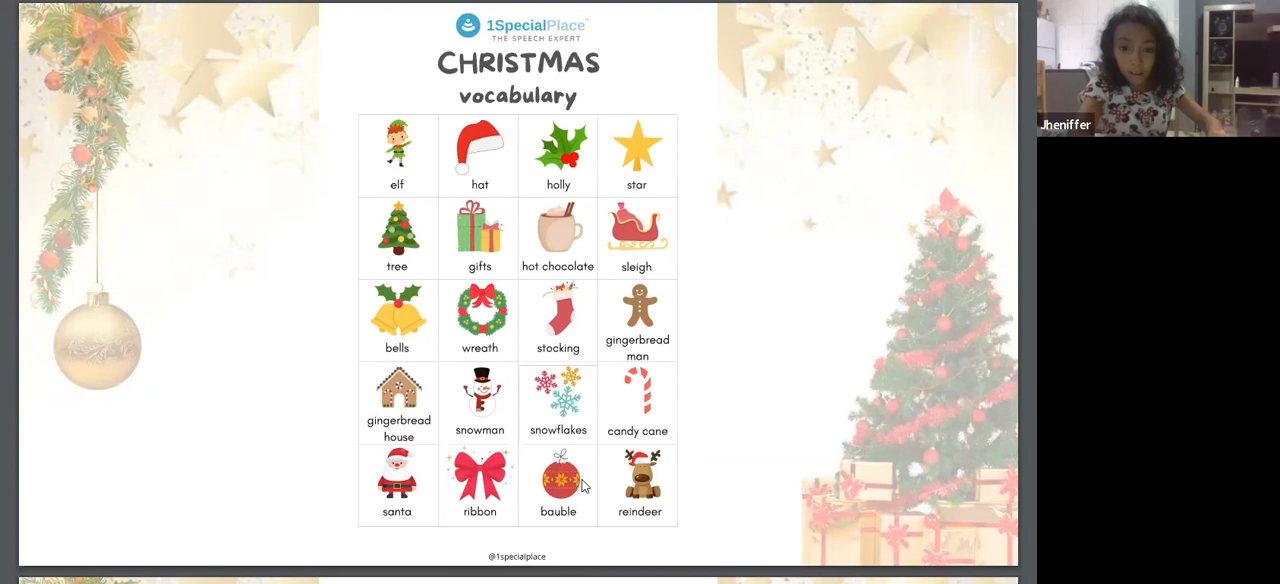 1SpecialPlace™
THE SPEECH EXPERT
CHRISTMAS
vocabulary
elf
hat
holly
star
tree
gifts
hot chocolate
sleigh
bells
wreath
stocking
gingerbread
man
gingerbread
house
snowman
snowflakes
candy cane
santa
ribbon
bauble
reindeer
@1specialplace
Jheniffer